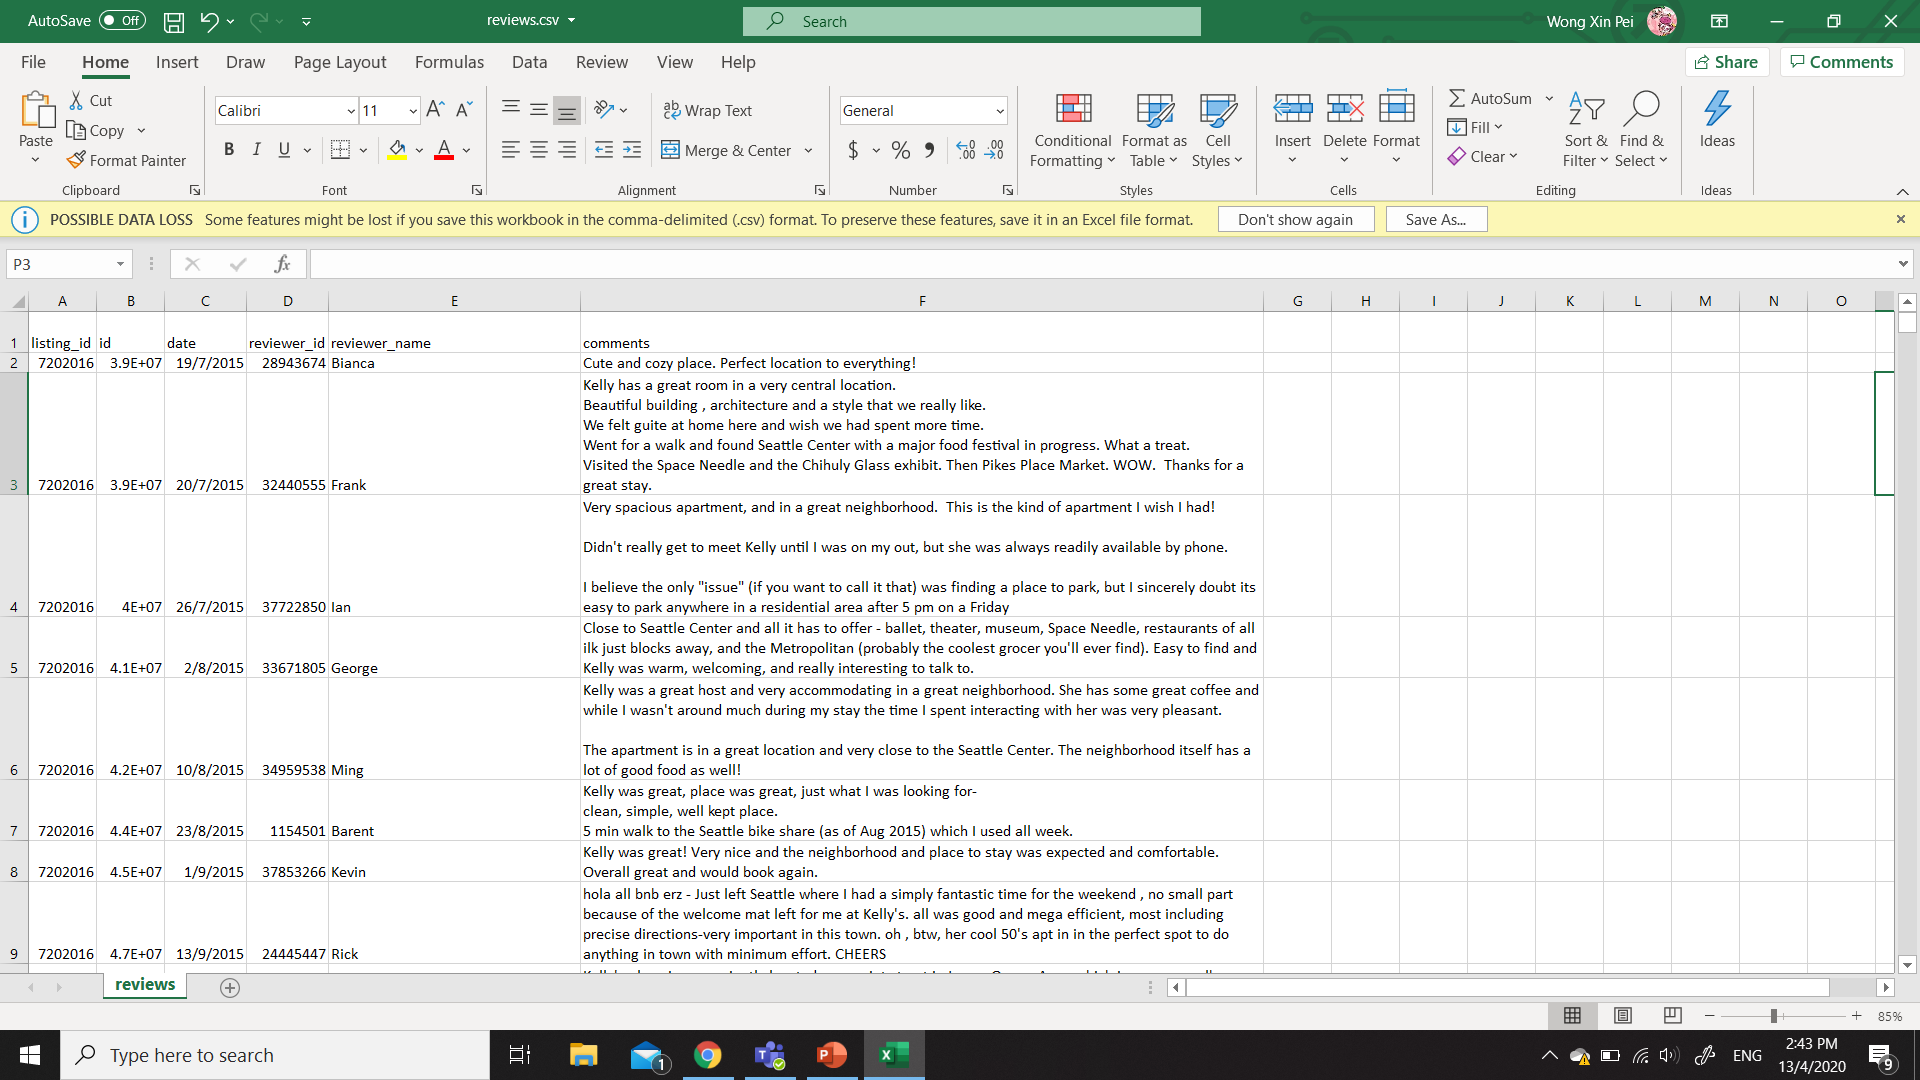 AutoSave Off reviews.csv Search Wong Xin Pei
File Home Insert Draw Page Layout Formulas Data Review View Help Share Comments
Paste Cut Copy Format Painter Clipboard
Calibri 11 A A B I U A Font
Wrap Text Merge & Center Alignment
General $ % , .00 Number
Conditional Formatting Format as Table Cell Styles Styles
Insert Delete Format Cells
AutoSum Fill Clear Sort & Filter Find & Select Editing
Ideas Ideas
POSSIBLE DATA LOSS Some features might be lost if you save this workbook in the comma-delimited (.csv) format. To preserve these features, save it in an Excel file format. Don't show again Save As...
P3 fx
A B C D E F G H I J K L M N O
1 listing_id id date reviewer_id reviewer_name comments
2 7202016 3.9E+07 19/7/2015 28943674 Bianca Cute and cozy place. Perfect location to everything!
Kelly has a great room in a very central location.
Beautiful building , architecture and a style that we really like.
We felt guite at home here and wish we had spent more time.
Went for a walk and found Seattle Center with a major food festival in progress. What a treat.
Visited the Space Needle and the Chihuly Glass exhibit. Then Pikes Place Market. WOW.  Thanks for a
3 7202016 3.9E+07 20/7/2015 32440555 Frank great stay.
Very spacious apartment, and in a great neighborhood.  This is the kind of apartment I wish I had!
Didn't really get to meet Kelly until I was on my out, but she was always readily available by phone.
I believe the only "issue" (if you want to call it that) was finding a place to park, but I sincerely doubt its
4 7202016 4E+07 26/7/2015 37722850 Ian easy to park anywhere in a residential area after 5 pm on a Friday
Close to Seattle Center and all it has to offer - ballet, theater, museum, Space Needle, restaurants of all
ilk just blocks away, and the Metropolitan (probably the coolest grocer you'll ever find). Easy to find and
5 7202016 4.1E+07 2/8/2015 33671805 George Kelly was warm, welcoming, and really interesting to talk to.
Kelly was a great host and very accommodating in a great neighborhood. She has some great coffee and
while I wasn't around much during my stay the time I spent interacting with her was very pleasant.
The apartment is in a great location and very close to the Seattle Center. The neighborhood itself has a
6 7202016 4.2E+07 10/8/2015 34959538 Ming lot of good food as well!
Kelly was great, place was great, just what I was looking for-
clean, simple, well kept place.
7 7202016 4.4E+07 23/8/2015 1154501 Barent 5 min walk to the Seattle bike share (as of Aug 2015) which I used all week.
Kelly was great! Very nice and the neighborhood and place to stay was expected and comfortable.
8 7202016 4.5E+07 1/9/2015 37853266 Kevin Overall great and would book again.
hola all bnb erz - Just left Seattle where I had a simply fantastic time for the weekend , no small part
because of the welcome mat left for me at Kelly's. all was good and mega efficient, most including
precise directions-very important in this town. oh , btw, her cool 50's apt in in the perfect spot to do
9 7202016 4.7E+07 13/9/2015 24445447 Rick anything in town with minimum effort. CHEERS
reviews
85%
Type here to search 1 ENG 2:43 PM 9
13/4/2020